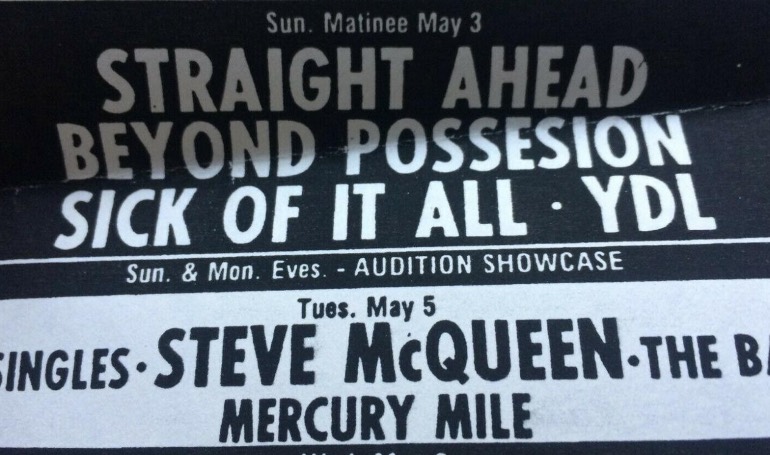 Sun. Matinee May 3
STRAIGHT AHEAD
BEYOND POSSESION
SICK OF IT ALL · YDL
Sun. & Mon. Eves. - AUDITION SHOWCASE
Tues. May 5
SINGLES · STEVE McQUEEN · THE
MERCURY MILE